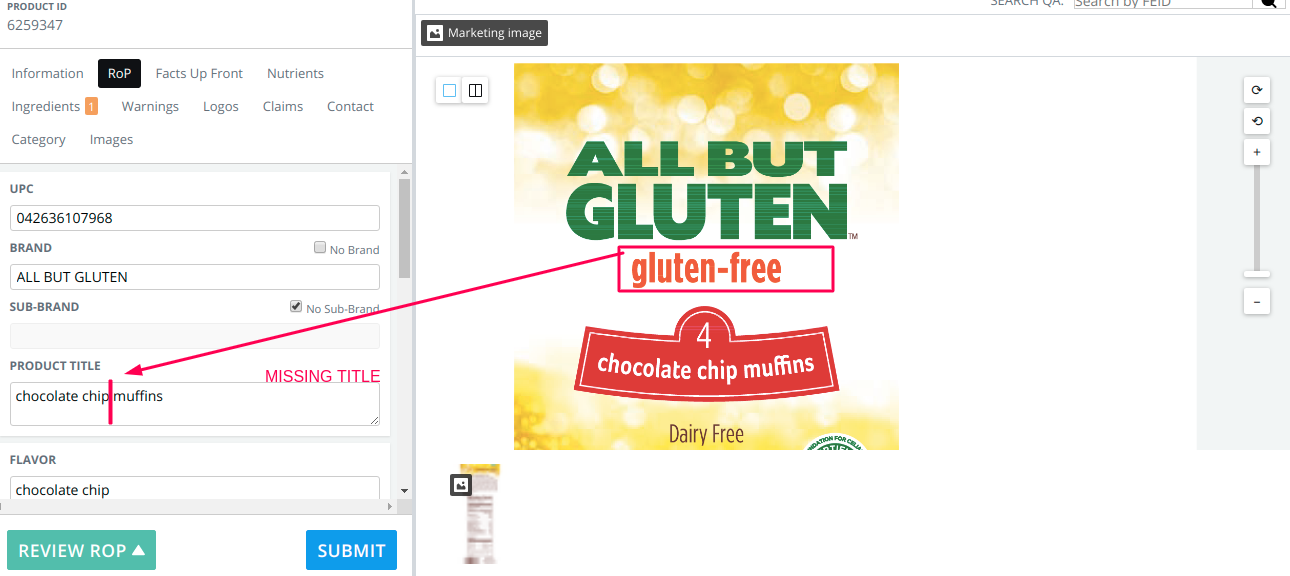 PRODUCT ID
6259347
Information RoP Facts Up Front Nutrients
Ingredients 1 Warnings Logos Claims Contact
Category Images
UPC
042636107968
BRAND
No Brand
ALL BUT GLUTEN
SUB-BRAND
No Sub-Brand
PRODUCT TITLE
MISSING TITLE
chocolate chip muffins
FLAVOR
chocolate chip
REVIEW ROP
SUBMIT
SEARCH QA:
Search by FEID
Marketing image
ALL BUT
GLUTEN™
gluten-free
4
chocolate chip muffins
Dairy Free